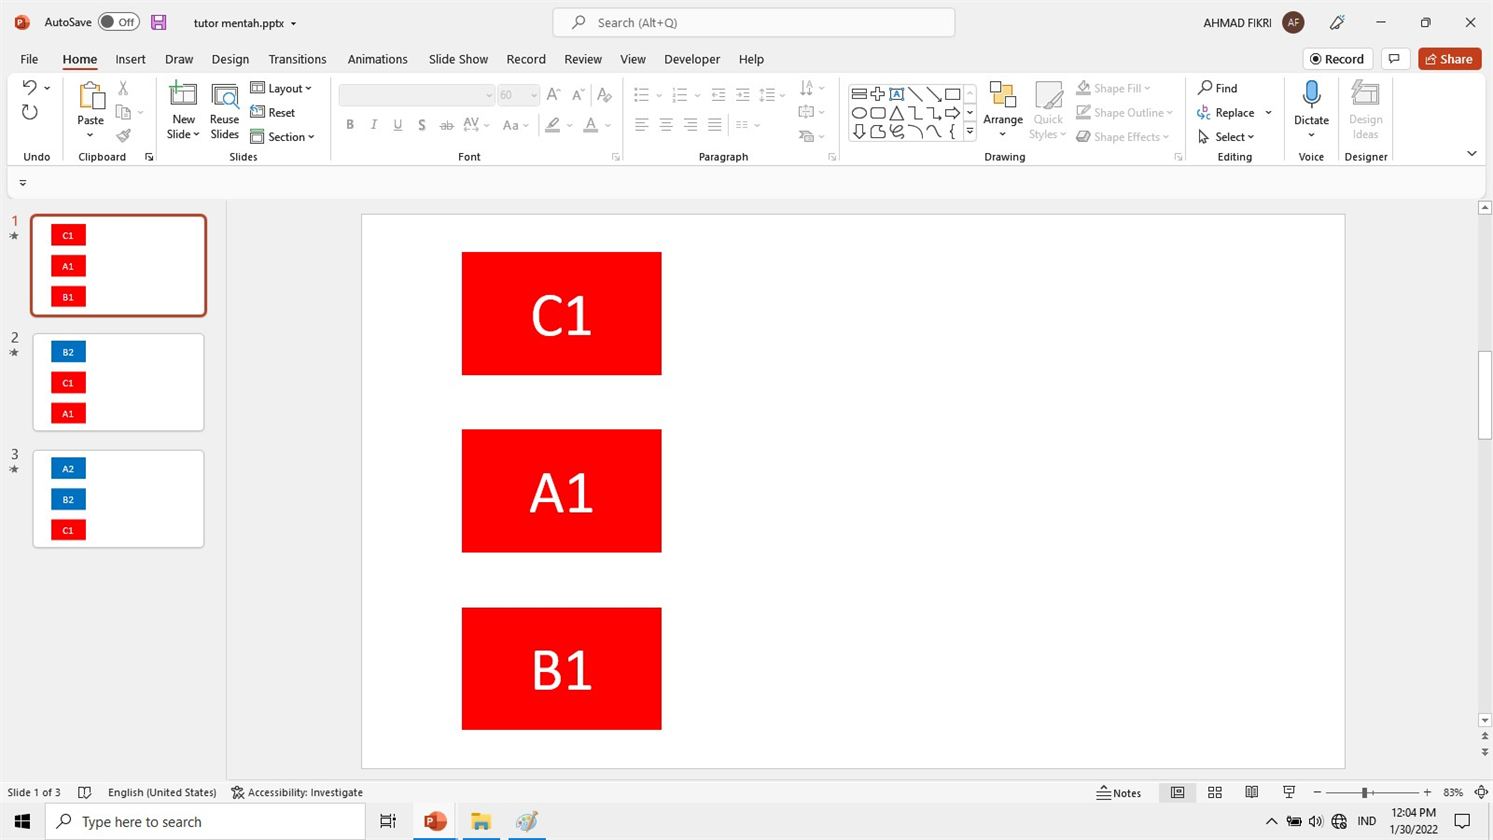 AutoSave Off tutor mentah.pptx Search (Alt+Q) AHMAD FIKRI AF
File Home Insert Draw Design Transitions Animations Slide Show Record Review View Developer Help Record Share
Paste
New Slide
Reuse Slides
Layout
Reset
Section
60
B I U S ab AV Aa A
Arrange
Quick Styles
Shape Fill
Shape Outline
Shape Effects
Find
Replace
Select
Dictate
Design Ideas
Undo Clipboard Slides Font Paragraph Drawing Editing Voice Designer
1
C1
A1
B1
2
B2
C1
A1
3
A2
B2
C1
C1
A1
B1
Slide 1 of 3 English (United States) Accessibility: Investigate Notes 83%
Type here to search IND 12:04 PM
1/30/2022